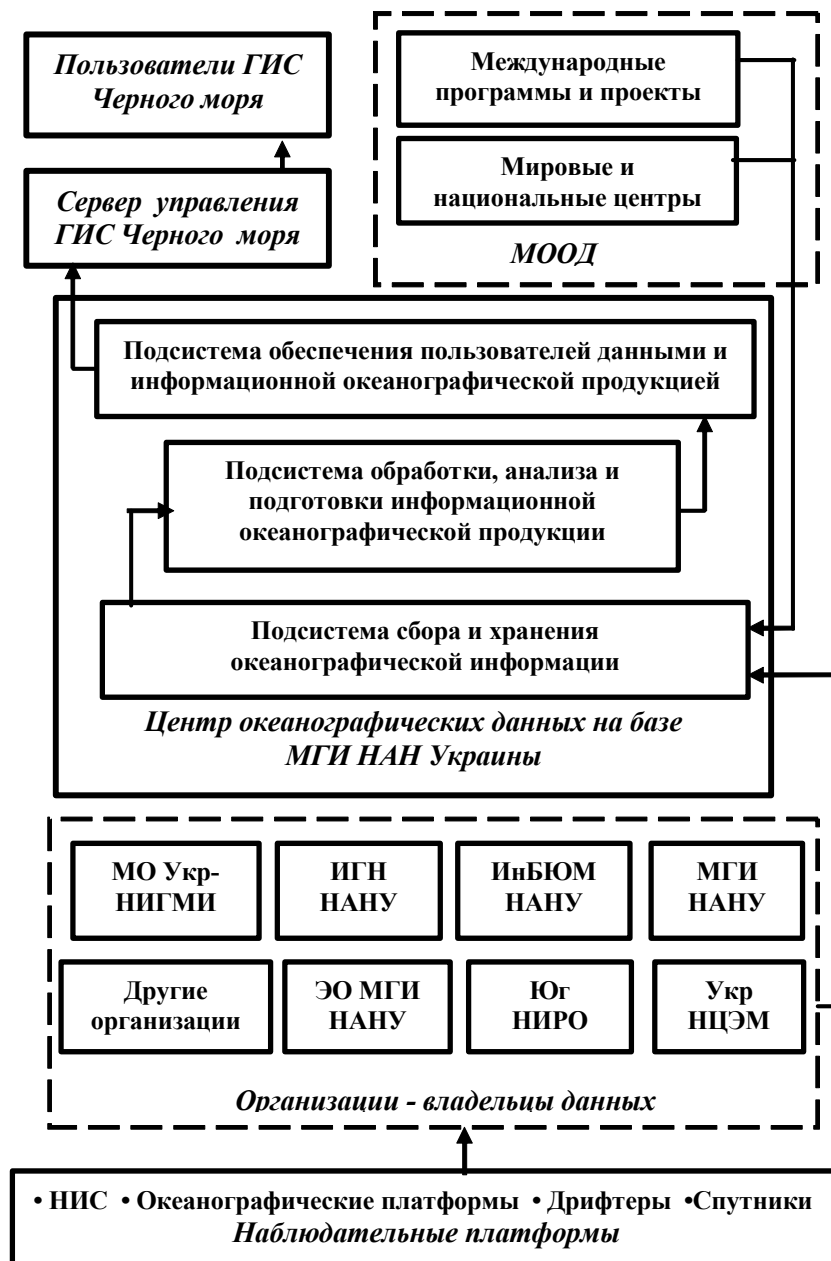 Пользователи ГИС
Черного моря
Сервер управления
ГИС Черного моря
Международные
программы и проекты
Мировые и
национальные центры
МООД
Подсистема обеспечения пользователей данными и
информационной океанографической продукцией
Подсистема обработки, анализа и
подготовки информационной
океанографической продукции
Подсистема сбора и хранения
океанографической информации
Центр океанографических данных на базе
МГИ НАН Украины
МО Укр-
НИГМИ
ИГН
НАНУ
ИнБЮМ
НАНУ
МГИ
НАНУ
Другие
организации
ЭО МГИ
НАНУ
Юг
НИРО
Укр
НЦЭМ
Организации - владельцы данных
• НИС • Океанографические платформы • Дрифтеры •Спутники
Наблюдательные платформы